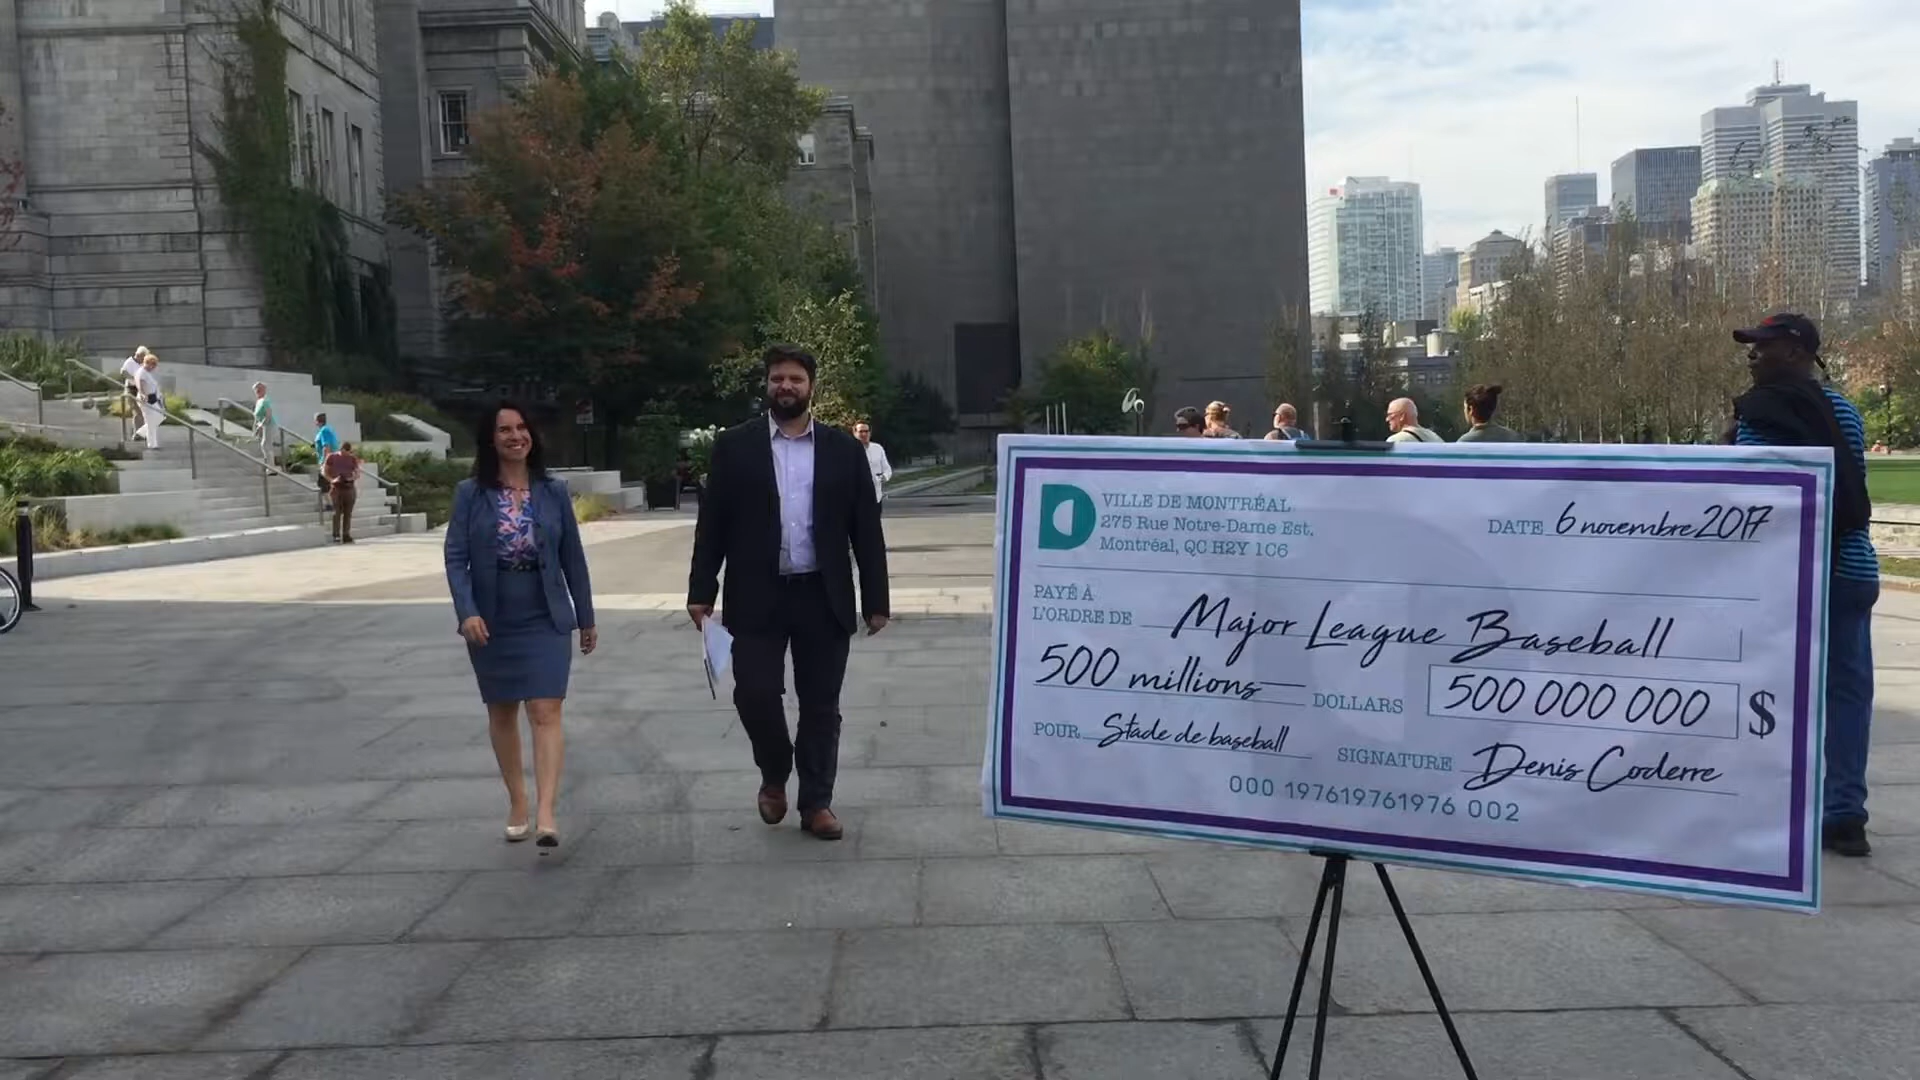 VILLE DE MONTRÉAL
275 Rue Notre-Dame Est.
Montréal, QC H2Y 1C6
DATE 6 novembre 2017
PAYÉ À
L'ORDRE DE Major League Baseball
500 millions DOLLARS 500 000 000 $
POUR Stade de baseball
SIGNATURE Denis Coderre
000 197619761976 002